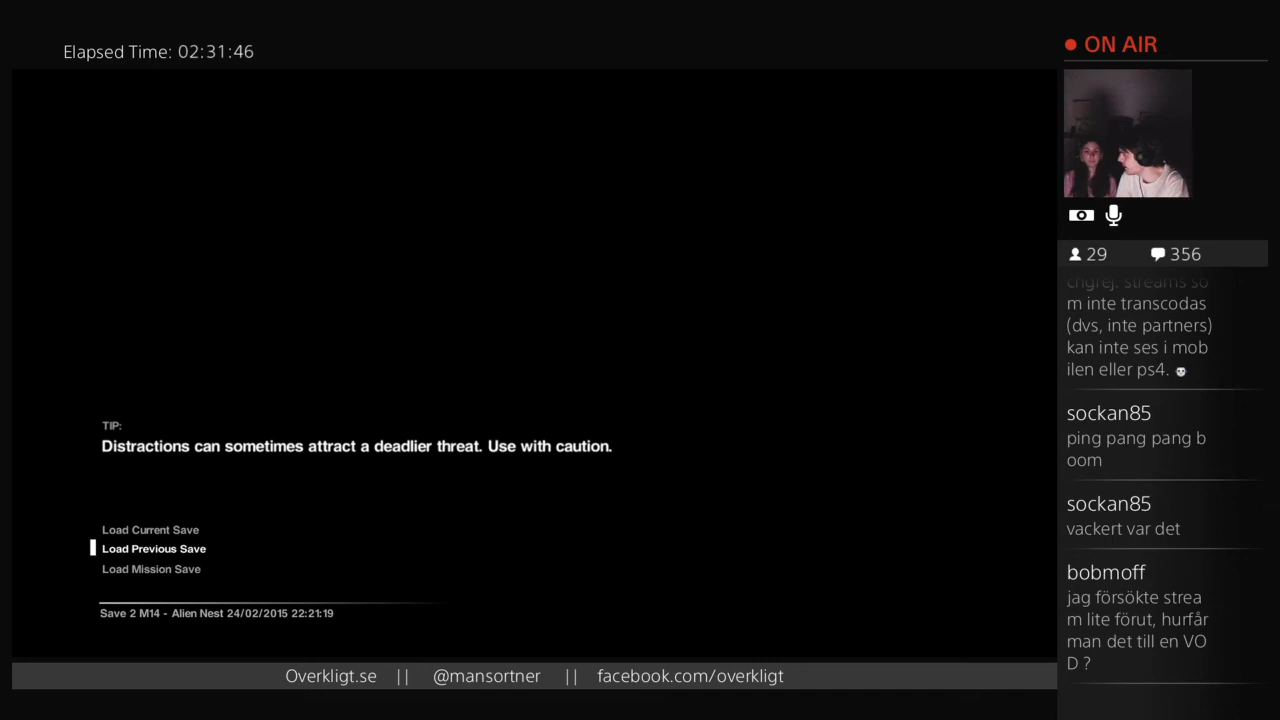 Elapsed Time: 02:31:46
ON AIR
29 356
chgrej. streams so
m inte transcodas
(dvs, inte partners)
kan inte ses i mob
ilen eller ps4.
sockan85
ping pang pang b
oom
sockan85
vackert var det
bobmoff
jag försökte strea
m lite förut, hurfår
man det till en VO
D ?
TIP:
Distractions can sometimes attract a deadlier threat. Use with caution.
Load Current Save
Load Previous Save
Load Mission Save
Save 2 M14 - Alien Nest 24/02/2015 22:21:19
Overkligt.se || @mansortner || facebook.com/overkligt